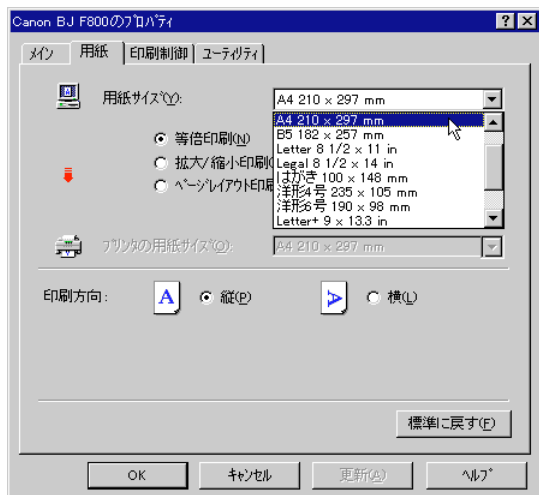 Canon BJ F800のプロパティ
メイン 用紙 印刷制御 ユーティリティ
用紙サイズ(Y): A4 210 × 297 mm
A4 210 × 297 mm
B5 182 × 257 mm
Letter 8 1/2 × 11 in
Legal 8 1/2 × 14 in
はがき 100 × 148 mm
洋形4号 235 × 105 mm
洋形6号 190 × 98 mm
Letter+ 9 × 13.3 in
等倍印刷(N)
拡大/縮小印刷(
ページレイアウト印刷
プリンタの用紙サイズ(O): A4 210 × 297 mm
印刷方向: A 縦(P) A 横(L)
標準に戻す(F)
OK キャンセル 更新(A) ヘルプ